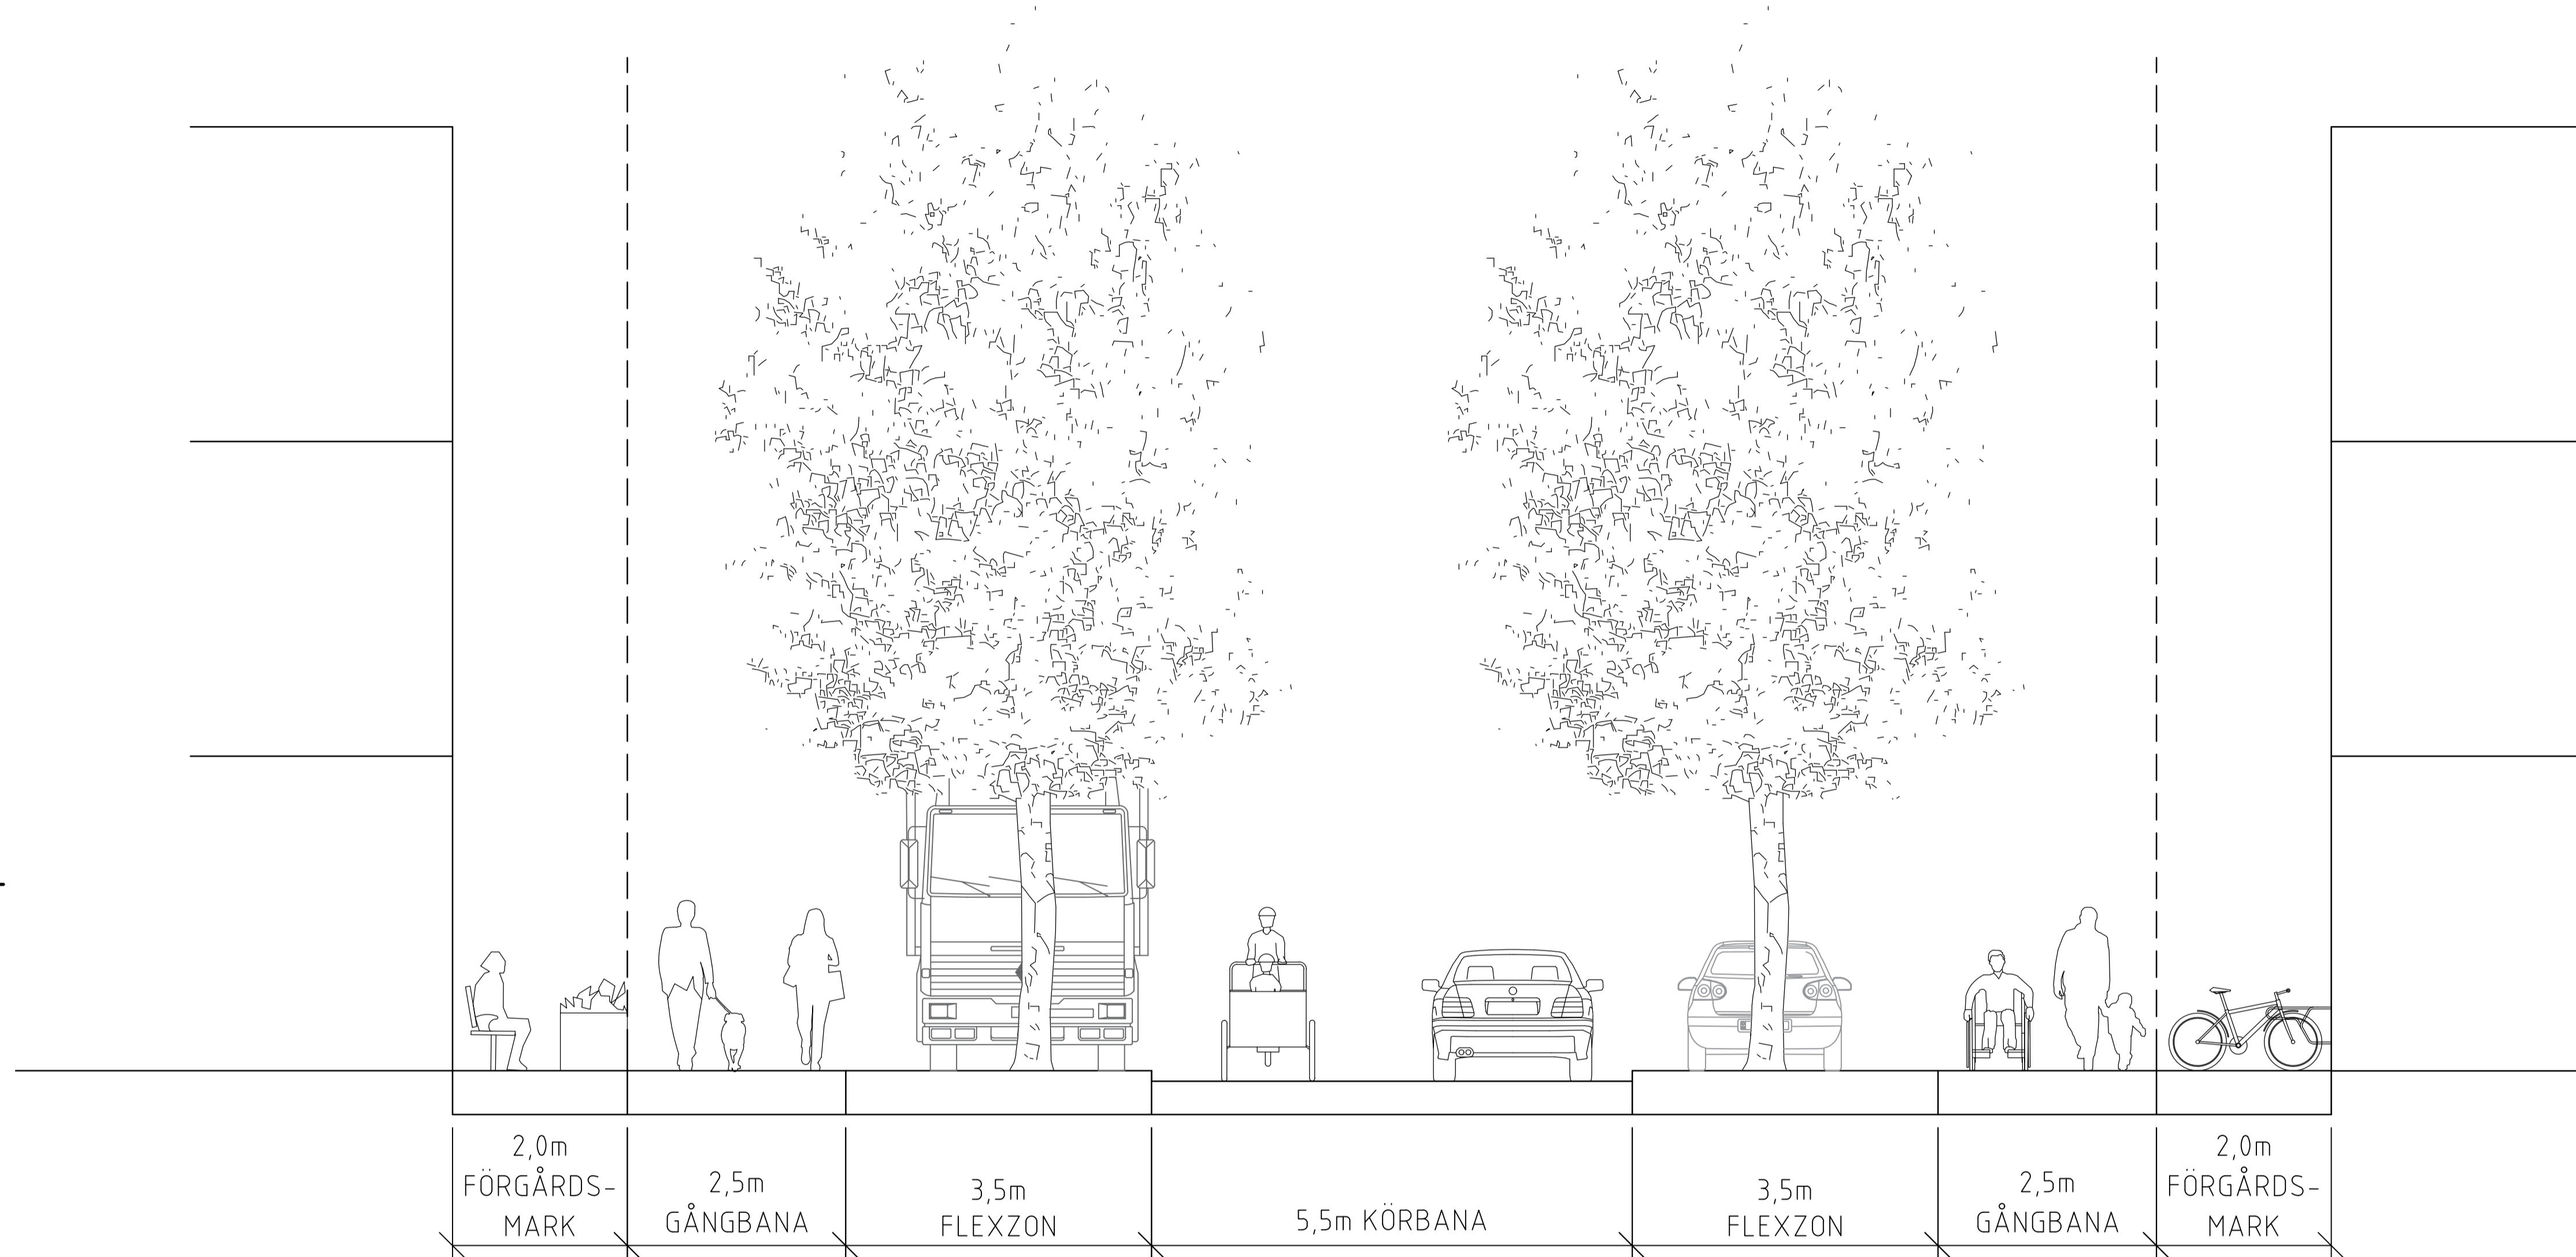 2,0m
FÖRGÅRDS-
MARK
2,5m
GÅNGBANA
3,5m
FLEXZON
5,5m KÖRBANA
3,5m
FLEXZON
2,5m
GÅNGBANA
2,0m
FÖRGÅRDS-
MARK